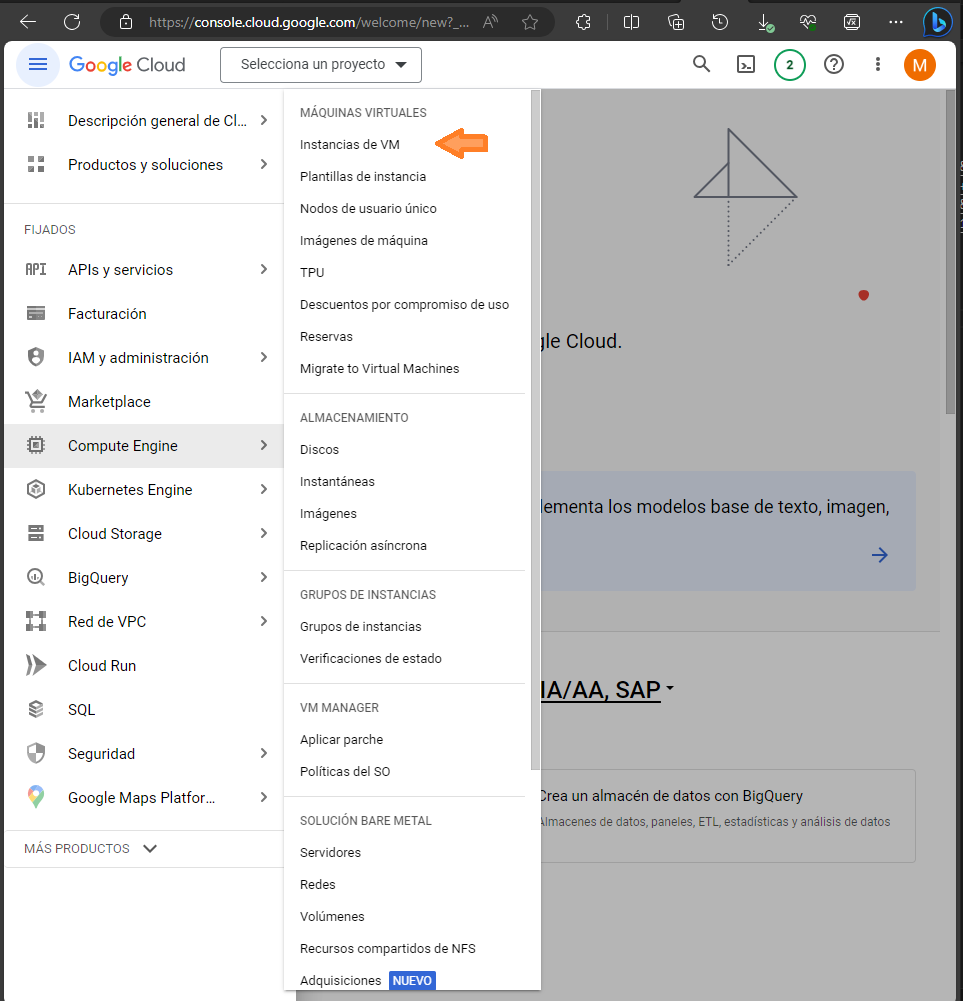 https://console.cloud.google.com/welcome/new?_...
Google Cloud
Selecciona un proyecto
2
M
Descripción general de Cl...
Productos y soluciones
FIJADOS
API APIs y servicios
Facturación
IAM y administración
Marketplace
Compute Engine
Kubernetes Engine
Cloud Storage
BigQuery
Red de VPC
Cloud Run
SQL
Seguridad
Google Maps Platfor...
MÁS PRODUCTOS
MÁQUINAS VIRTUALES
Instancias de VM
Plantillas de instancia
Nodos de usuario único
Imágenes de máquina
TPU
Descuentos por compromiso de uso
Reservas
Migrate to Virtual Machines
ALMACENAMIENTO
Discos
Instantáneas
Imágenes
Replicación asíncrona
GRUPOS DE INSTANCIAS
Grupos de instancias
Verificaciones de estado
VM MANAGER
Aplicar parche
Políticas del SO
SOLUCIÓN BARE METAL
Servidores
Redes
Volúmenes
Recursos compartidos de NFS
Adquisiciones NUEVO
gle Cloud.
lementa los modelos base de texto, imagen,
IA/AA, SAP
Crea un almacén de datos con BigQuery
Almacenes de datos, paneles, ETL, estadísticas y análisis de datos